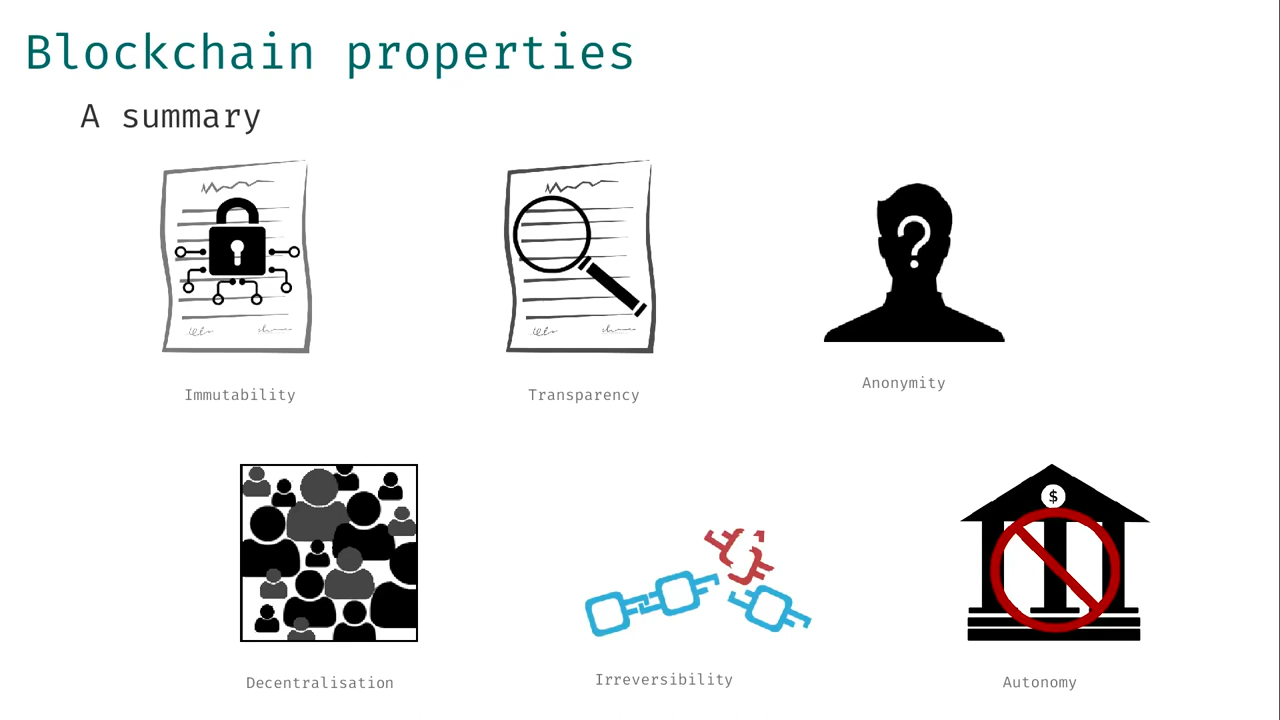 Blockchain properties
A summary
Immutability
Transparency
?
Anonymity
$
Decentralisation
Irreversibility
Autonomy